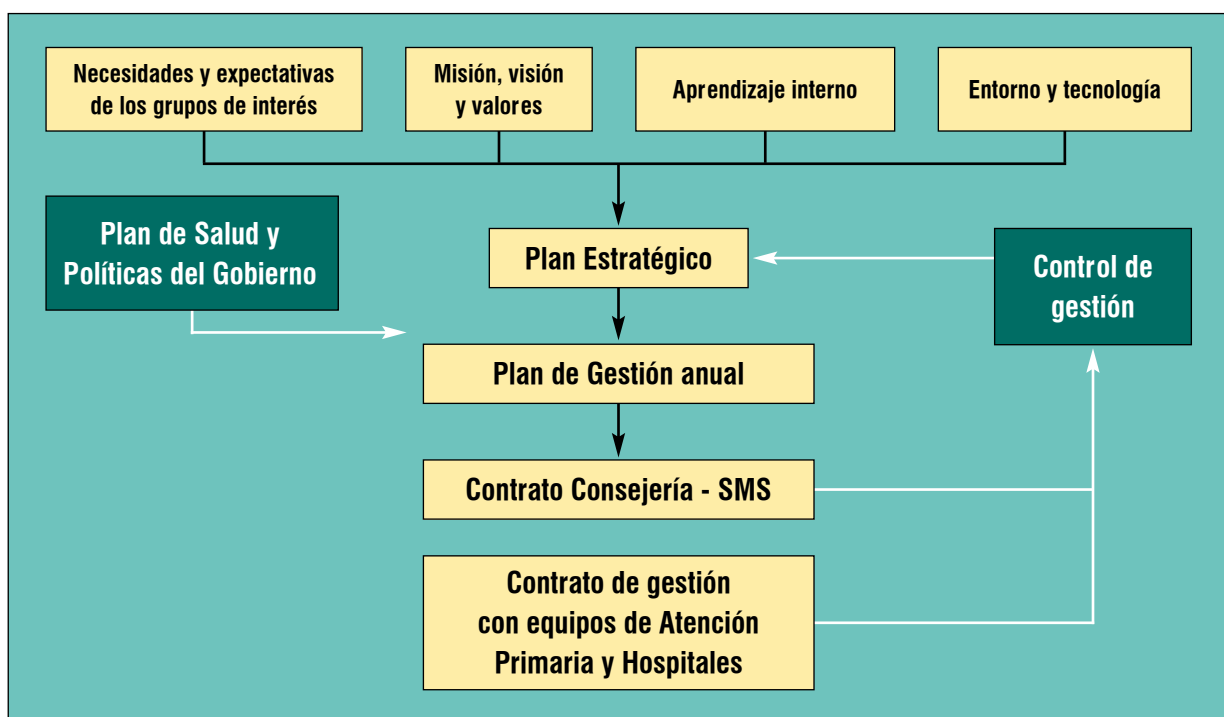 Necesidades y expectativas
de los grupos de interés
Misión, visión
y valores
Aprendizaje interno
Entorno y tecnología
Plan de Salud y
Políticas del Gobierno
Plan Estratégico
Control de
gestión
Plan de Gestión anual
Contrato Consejería - SMS
Contrato de gestión
con equipos de Atención
Primaria y Hospitales